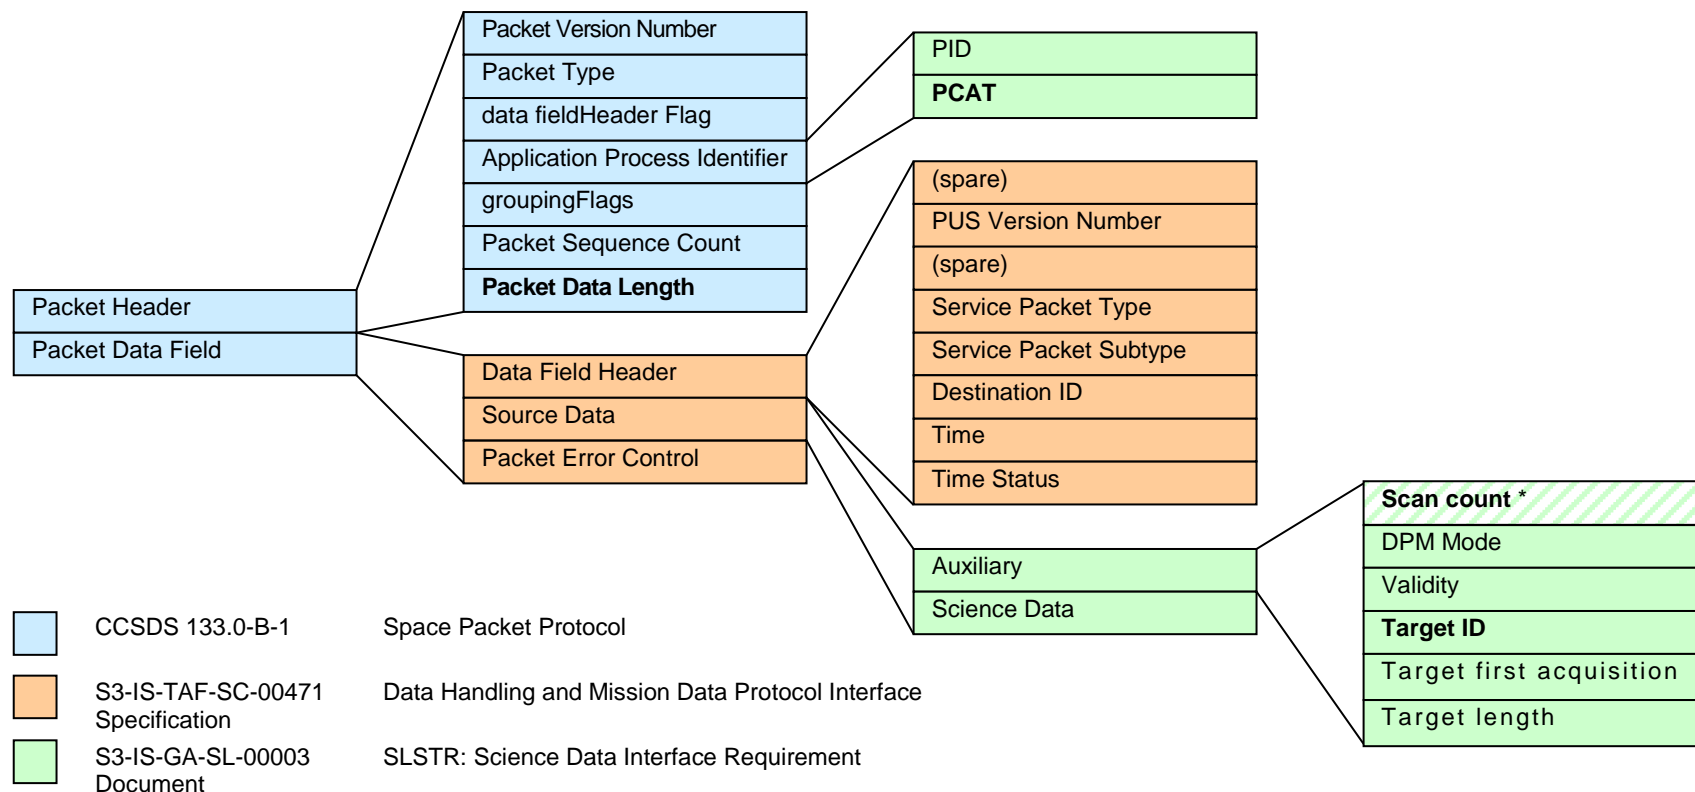 Packet Header
Packet Data Field
Packet Version Number
Packet Type
data fieldHeader Flag
Application Process Identifier
groupingFlags
Packet Sequence Count
Packet Data Length
Data Field Header
Source Data
Packet Error Control
PID
PCAT
(spare)
PUS Version Number
(spare)
Service Packet Type
Service Packet Subtype
Destination ID
Time
Time Status
Auxiliary
Science Data
Scan count *
DPM Mode
Validity
Target ID
Target first acquisition
Target length
CCSDS 133.0-B-1 Space Packet Protocol
S3-IS-TAF-SC-00471 Data Handling and Mission Data Protocol Interface
Specification
S3-IS-GA-SL-00003 SLSTR: Science Data Interface Requirement
Document